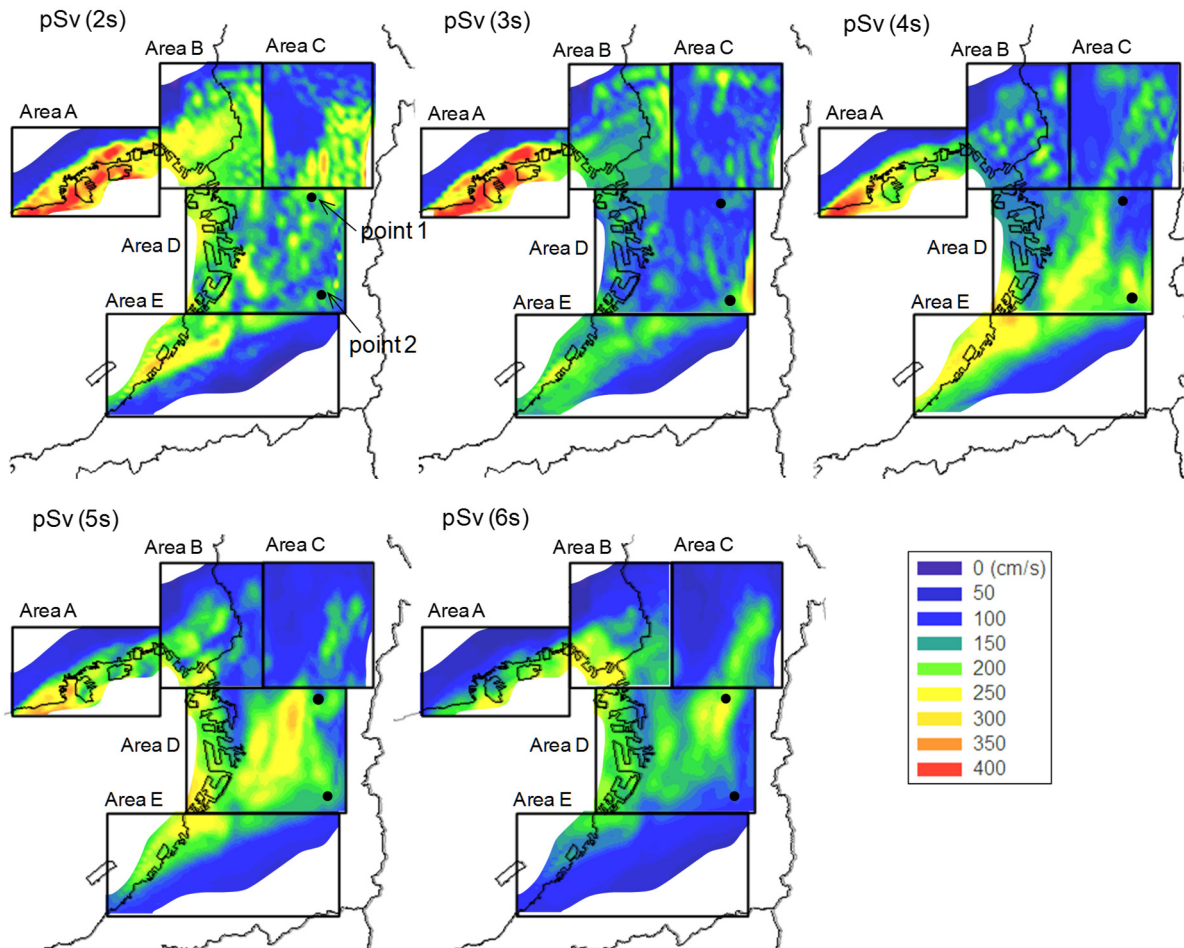 pSv (2s)
Area B
Area C
Area A
point 1
Area D
Area E
point 2
pSv (3s)
Area B
Area C
Area A
Area D
Area E
pSv (4s)
Area B
Area C
Area A
Area D
Area E
pSv (5s)
Area B
Area C
Area A
Area D
Area E
pSv (6s)
Area B
Area C
Area A
Area D
Area E
0 (cm/s)
50
100
150
200
250
300
350
400